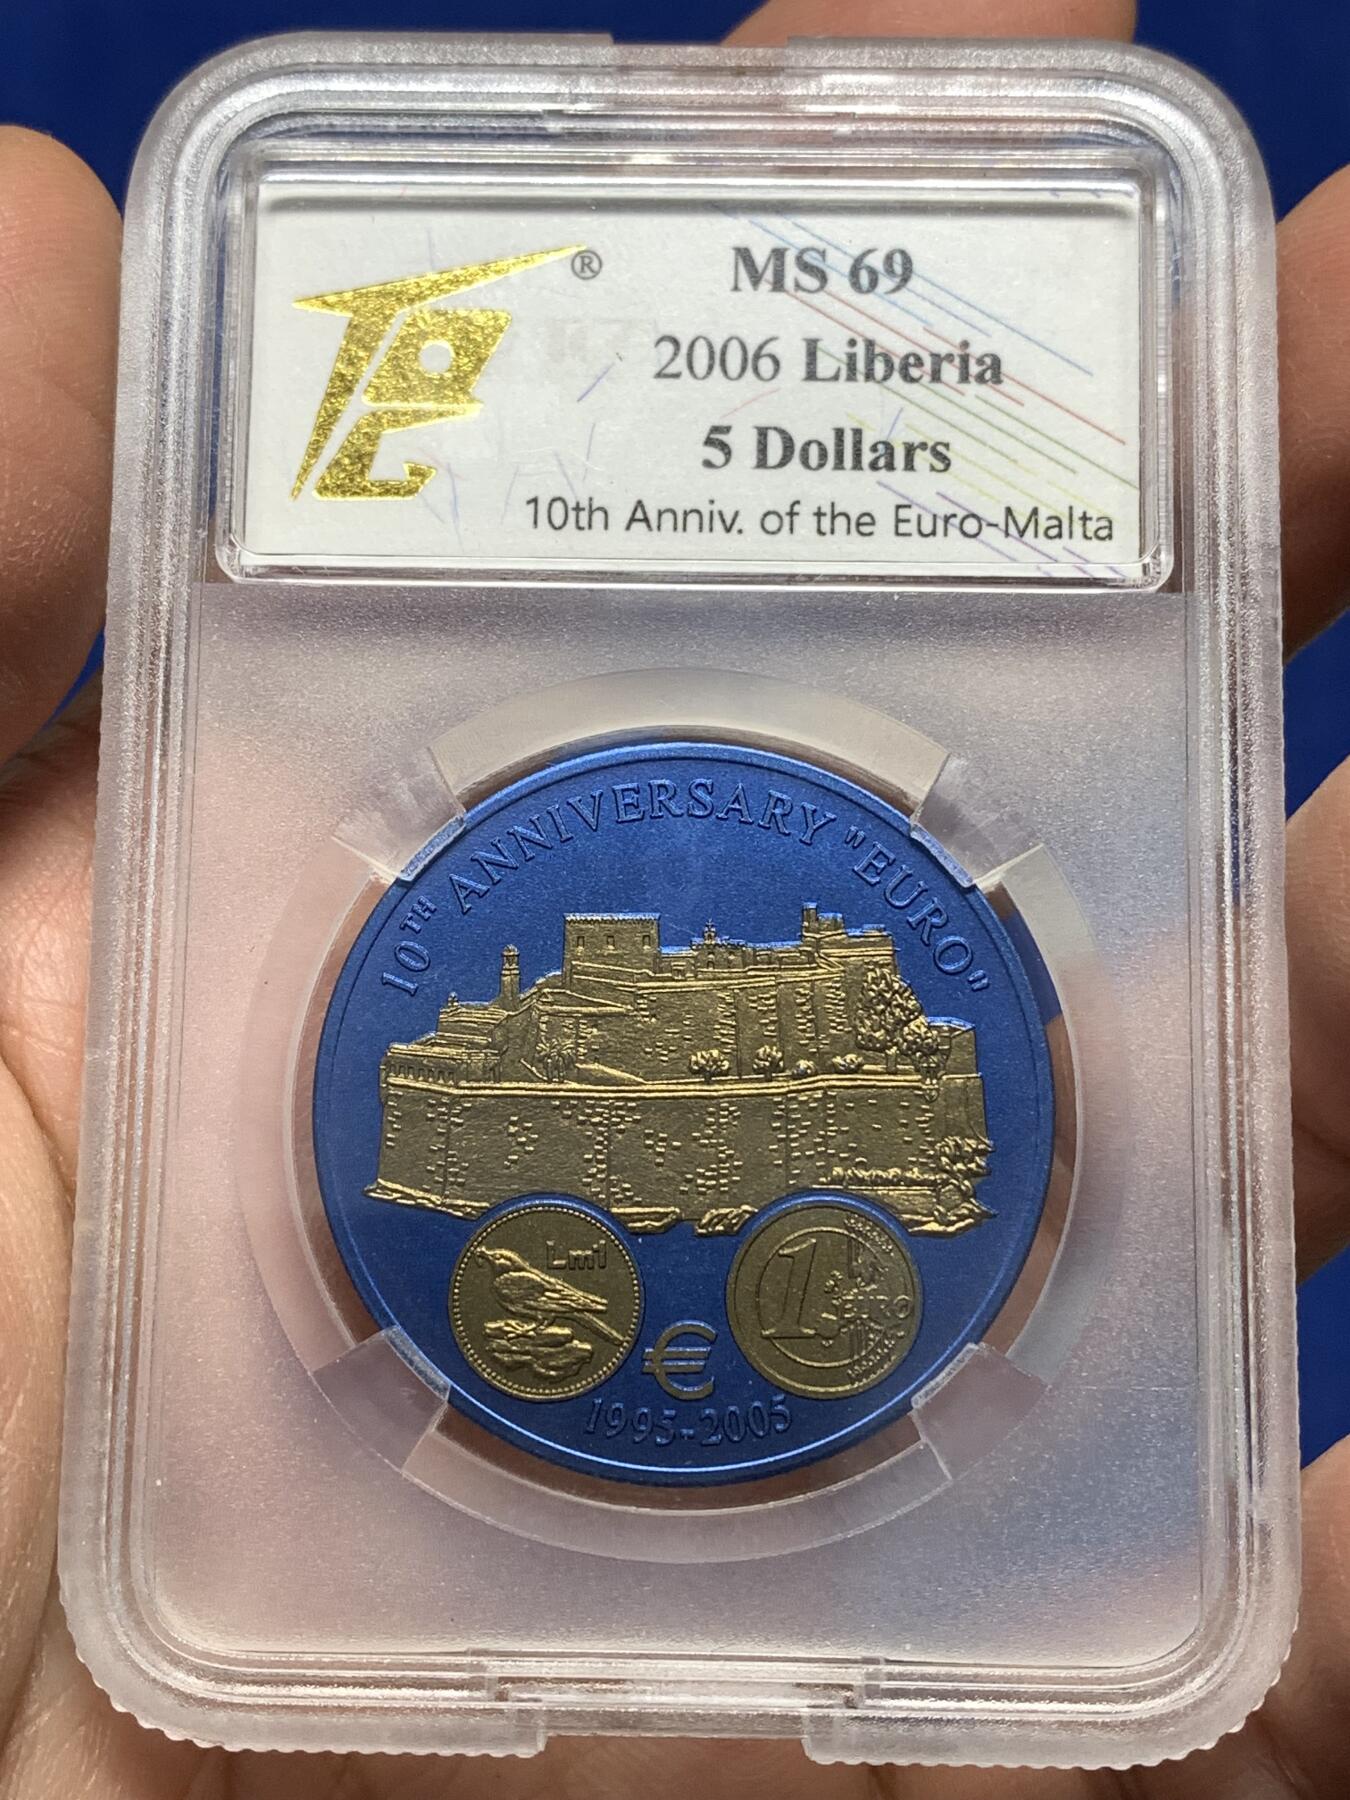 ®
MS 69
2006 Liberia
5 Dollars
10th Anniv. of the Euro-Malta
10TH ANNIVERSARY "EURO"
Lm1
1 EURO
€
1995-2005